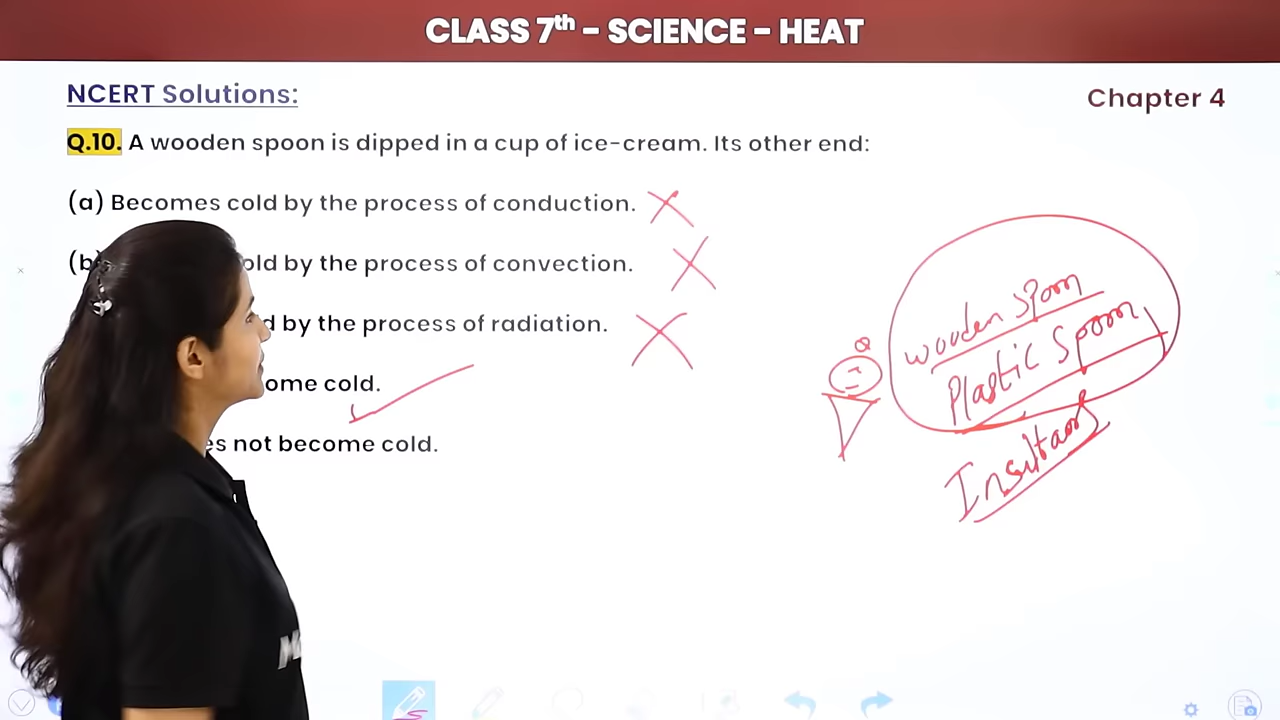 CLASS 7th - SCIENCE - HEAT
NCERT Solutions:
Chapter 4
Q.10. A wooden spoon is dipped in a cup of ice-cream. Its other end:
(a) Becomes cold by the process of conduction.
(b) old by the process of convection.
d by the process of radiation.
ome cold.
es not become cold.
wooden spoon
Plastic Spoon